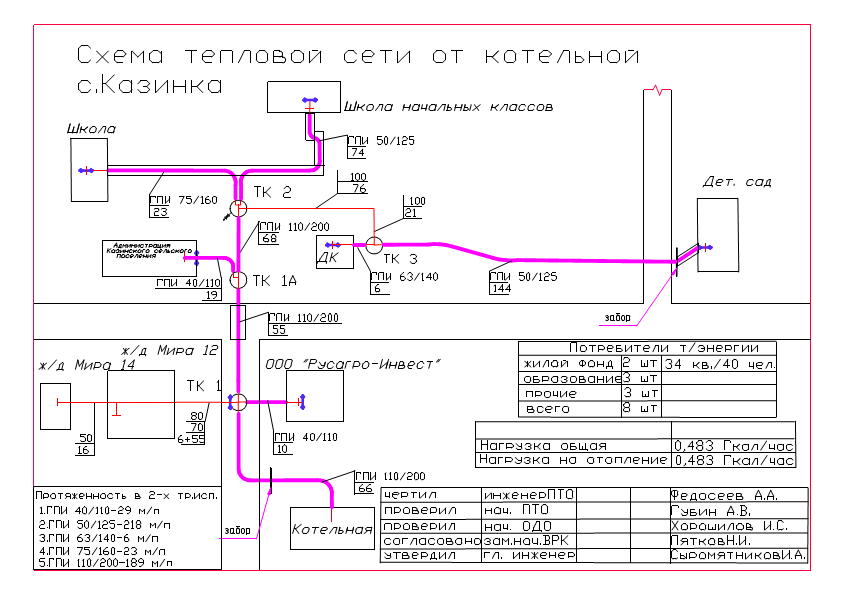 Схема тепловой сети от котельной
с.Казинка
Школа начальных классов
Школа
ГПИ 50/125
74
100
76
ГПИ 75/160
23
ТК 2
100
21
Дет. сад
ГПИ 110/200
68
Администрация
Казинского сельского
поселения
ДК
ТК 3
ГПИ 63/140
6
ГПИ 50/125
144
ГПИ 40/110
19
ТК 1А
забор
ГПИ 110/200
55
ж/д Мира 12
ж/д Мира 14
ТК 1
ООО "Русагро-Инвест"
80
70
6+55
50
16
ГПИ 40/110
10
Потребители т/энергии
жилай фонд 2 шт 34 кв./40 чел.
образование 3 шт
прочие 3 шт
всего 8 шт
Нагрузка общая 0,483 Гкал/час
Нагрузка на отопление 0,483 Гкал/час
ГПИ 110/200
66
Котельная
забор
Протяженность в 2-х тр.исп.
1.ГПИ 40/110-29 м/п
2.ГПИ 50/125-218 м/п
3.ГПИ 63/140-6 м/п
4.ГПИ 75/160-23 м/п
5.ГПИ 110/200-189 м/п
чертил инженерПТО Федосеев А.А.
проверил нач. ПТО Губин А.В.
проверил нач. ОДО Хорошилов И.С.
согласовано зам.нач.ВРК ПятковН.И.
утвердил гл. инженер СыромятниковИ.А.